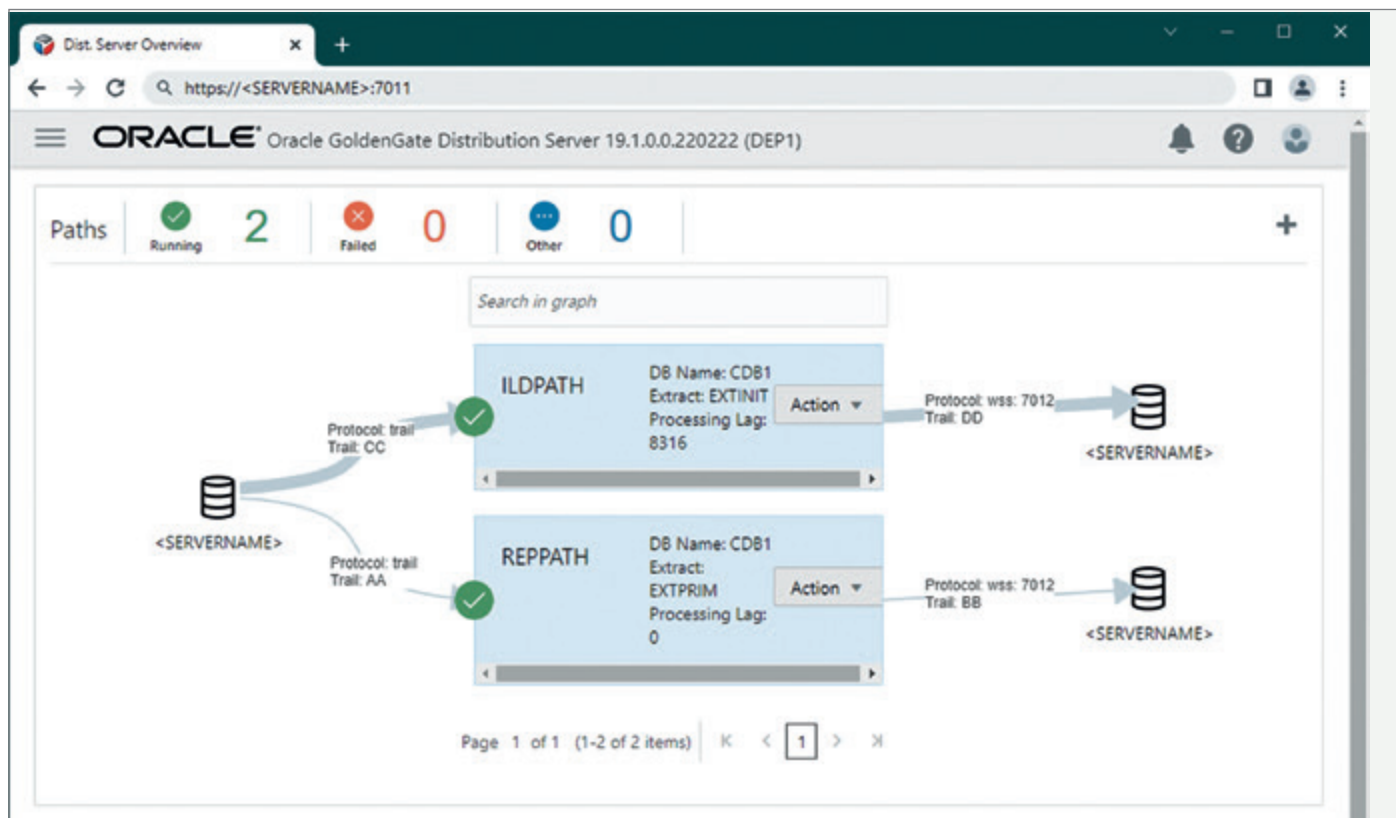 Dist. Server Overview
https://<SERVERNAME>:7011
ORACLE Oracle GoldenGate Distribution Server 19.1.0.0.220222 (DEP1)
Paths
Running
2
Failed
0
Other
0
Search in graph
ILDPATH
DB Name: CDB1
Extract: EXTINIT
Processing Lag:
8316
Action
Protocol: trail
Trail: CC
Protocol: wss: 7012
Trail: DD
<SERVERNAME>
<SERVERNAME>
Protocol: trail
Trail: AA
REPPATH
DB Name: CDB1
Extract:
EXTPRIM
Processing Lag:
0
Action
Protocol: wss: 7012
Trail: BB
<SERVERNAME>
Page 1 of 1 (1-2 of 2 items) 1